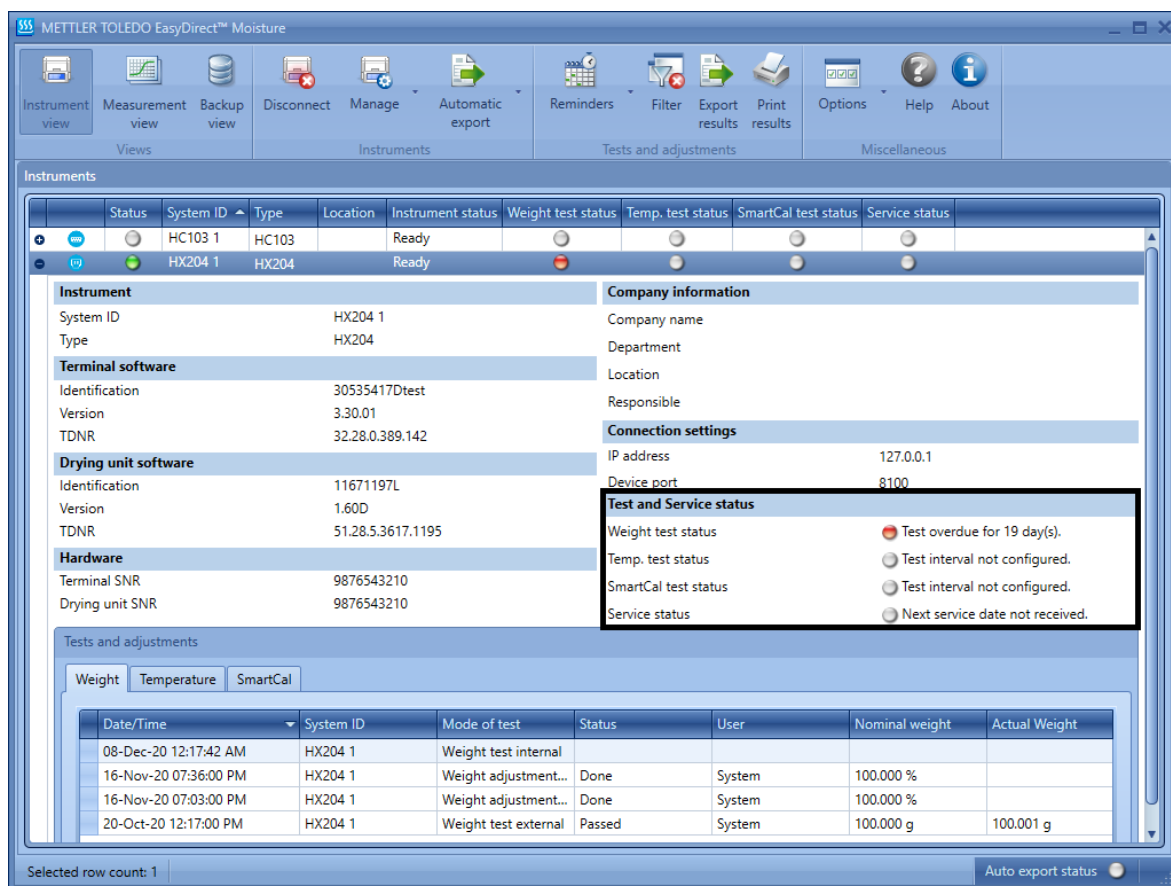 METTLER TOLEDO EasyDirect™ Moisture
Instrument view Measurement view Backup view Disconnect Manage Automatic export Reminders Filter Export results Print results Options Help About
Views Instruments Tests and adjustments Miscellaneous
Instruments
Status System ID Type Location Instrument status Weight test status Temp. test status SmartCal test status Service status
HC103 1 HC103 Ready
HX204 1 HX204 Ready
Instrument
System ID HX204 1
Type HX204
Terminal software
Identification 30535417Dtest
Version 3.30.01
TDNR 32.28.0.389.142
Drying unit software
Identification 11671197L
Version 1.60D
TDNR 51.28.5.3617.1195
Hardware
Terminal SNR 9876543210
Drying unit SNR 9876543210
Company information
Company name
Department
Location
Responsible
Connection settings
IP address 127.0.0.1
Device port 8100
Test and Service status
Weight test status Test overdue for 19 day(s).
Temp. test status Test interval not configured.
SmartCal test status Test interval not configured.
Service status Next service date not received.
Tests and adjustments
Weight Temperature SmartCal
Date/Time System ID Mode of test Status User Nominal weight Actual Weight
08-Dec-20 12:17:42 AM HX204 1 Weight test internal
16-Nov-20 07:36:00 PM HX204 1 Weight adjustment... Done System 100.000 %
16-Nov-20 07:03:00 PM HX204 1 Weight adjustment... Done System 100.000 %
20-Oct-20 12:17:00 PM HX204 1 Weight test external Passed System 100.000 g 100.001 g
Selected row count: 1 Auto export status